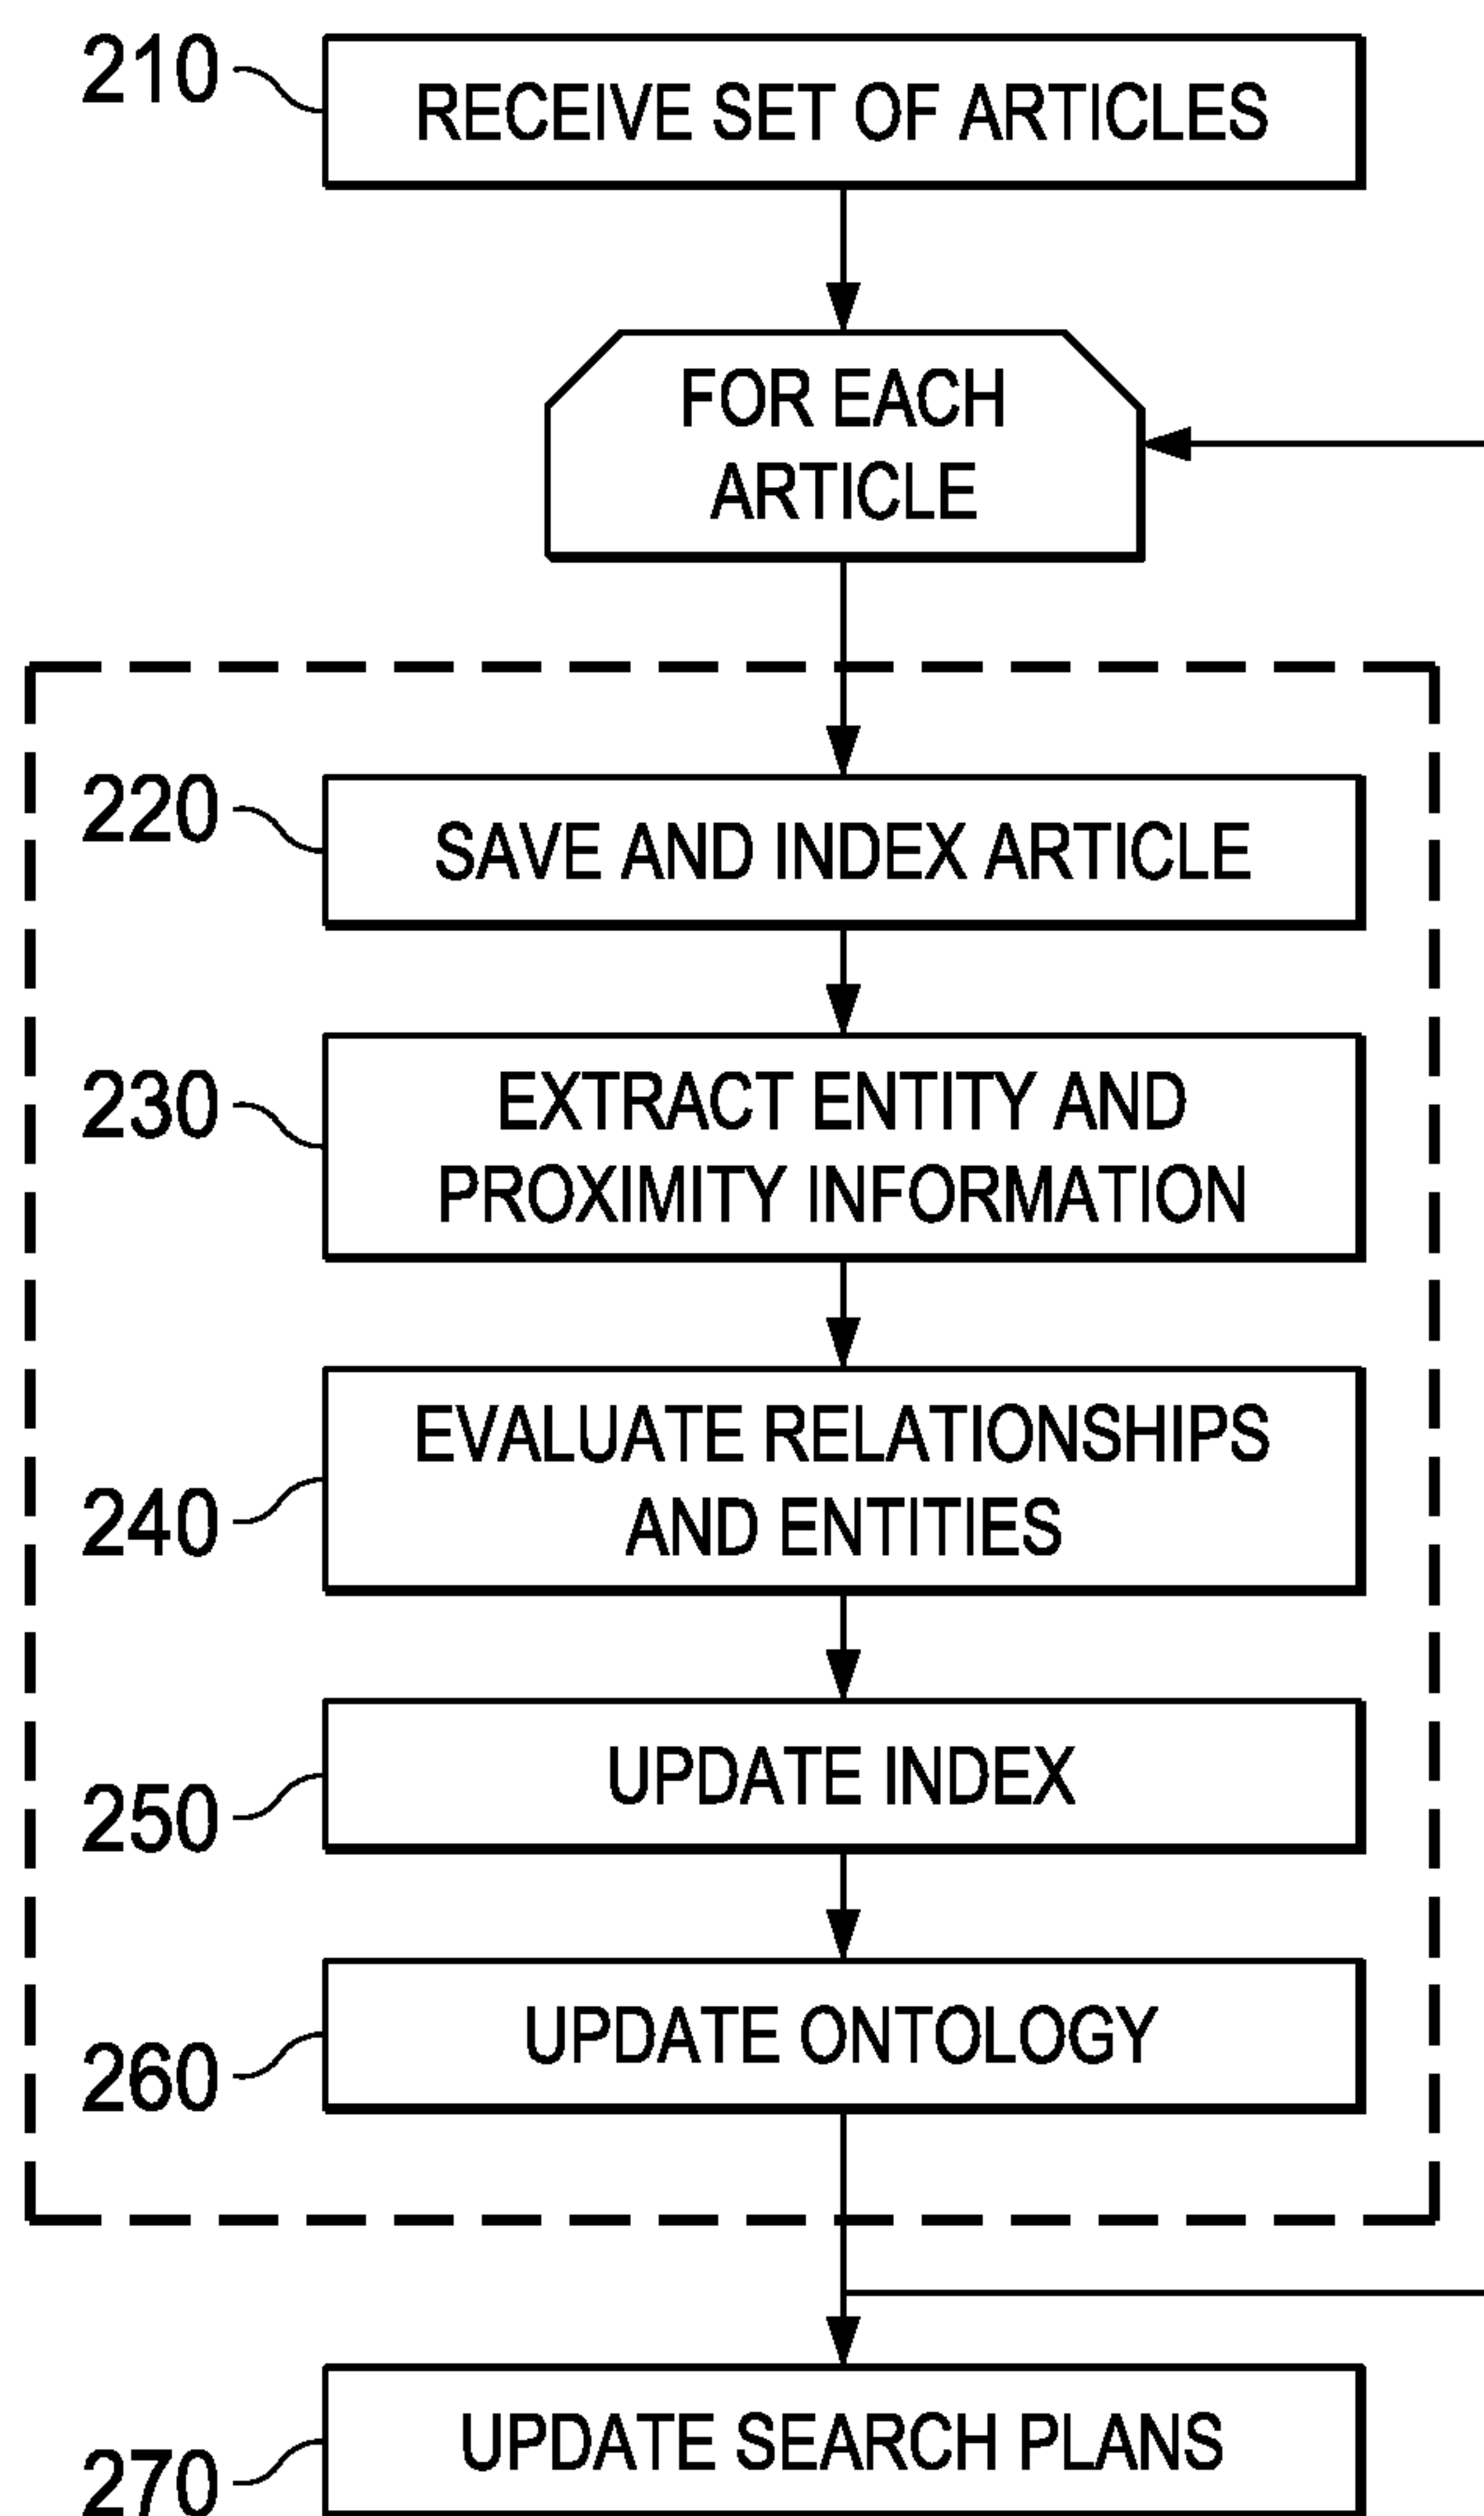 210
RECEIVE SET OF ARTICLES
FOR EACH
ARTICLE
220
SAVE AND INDEX ARTICLE
230
EXTRACT ENTITY AND
PROXIMITY INFORMATION
240
EVALUATE RELATIONSHIPS
AND ENTITIES
250
UPDATE INDEX
260
UPDATE ONTOLOGY
270
UPDATE SEARCH PLANS